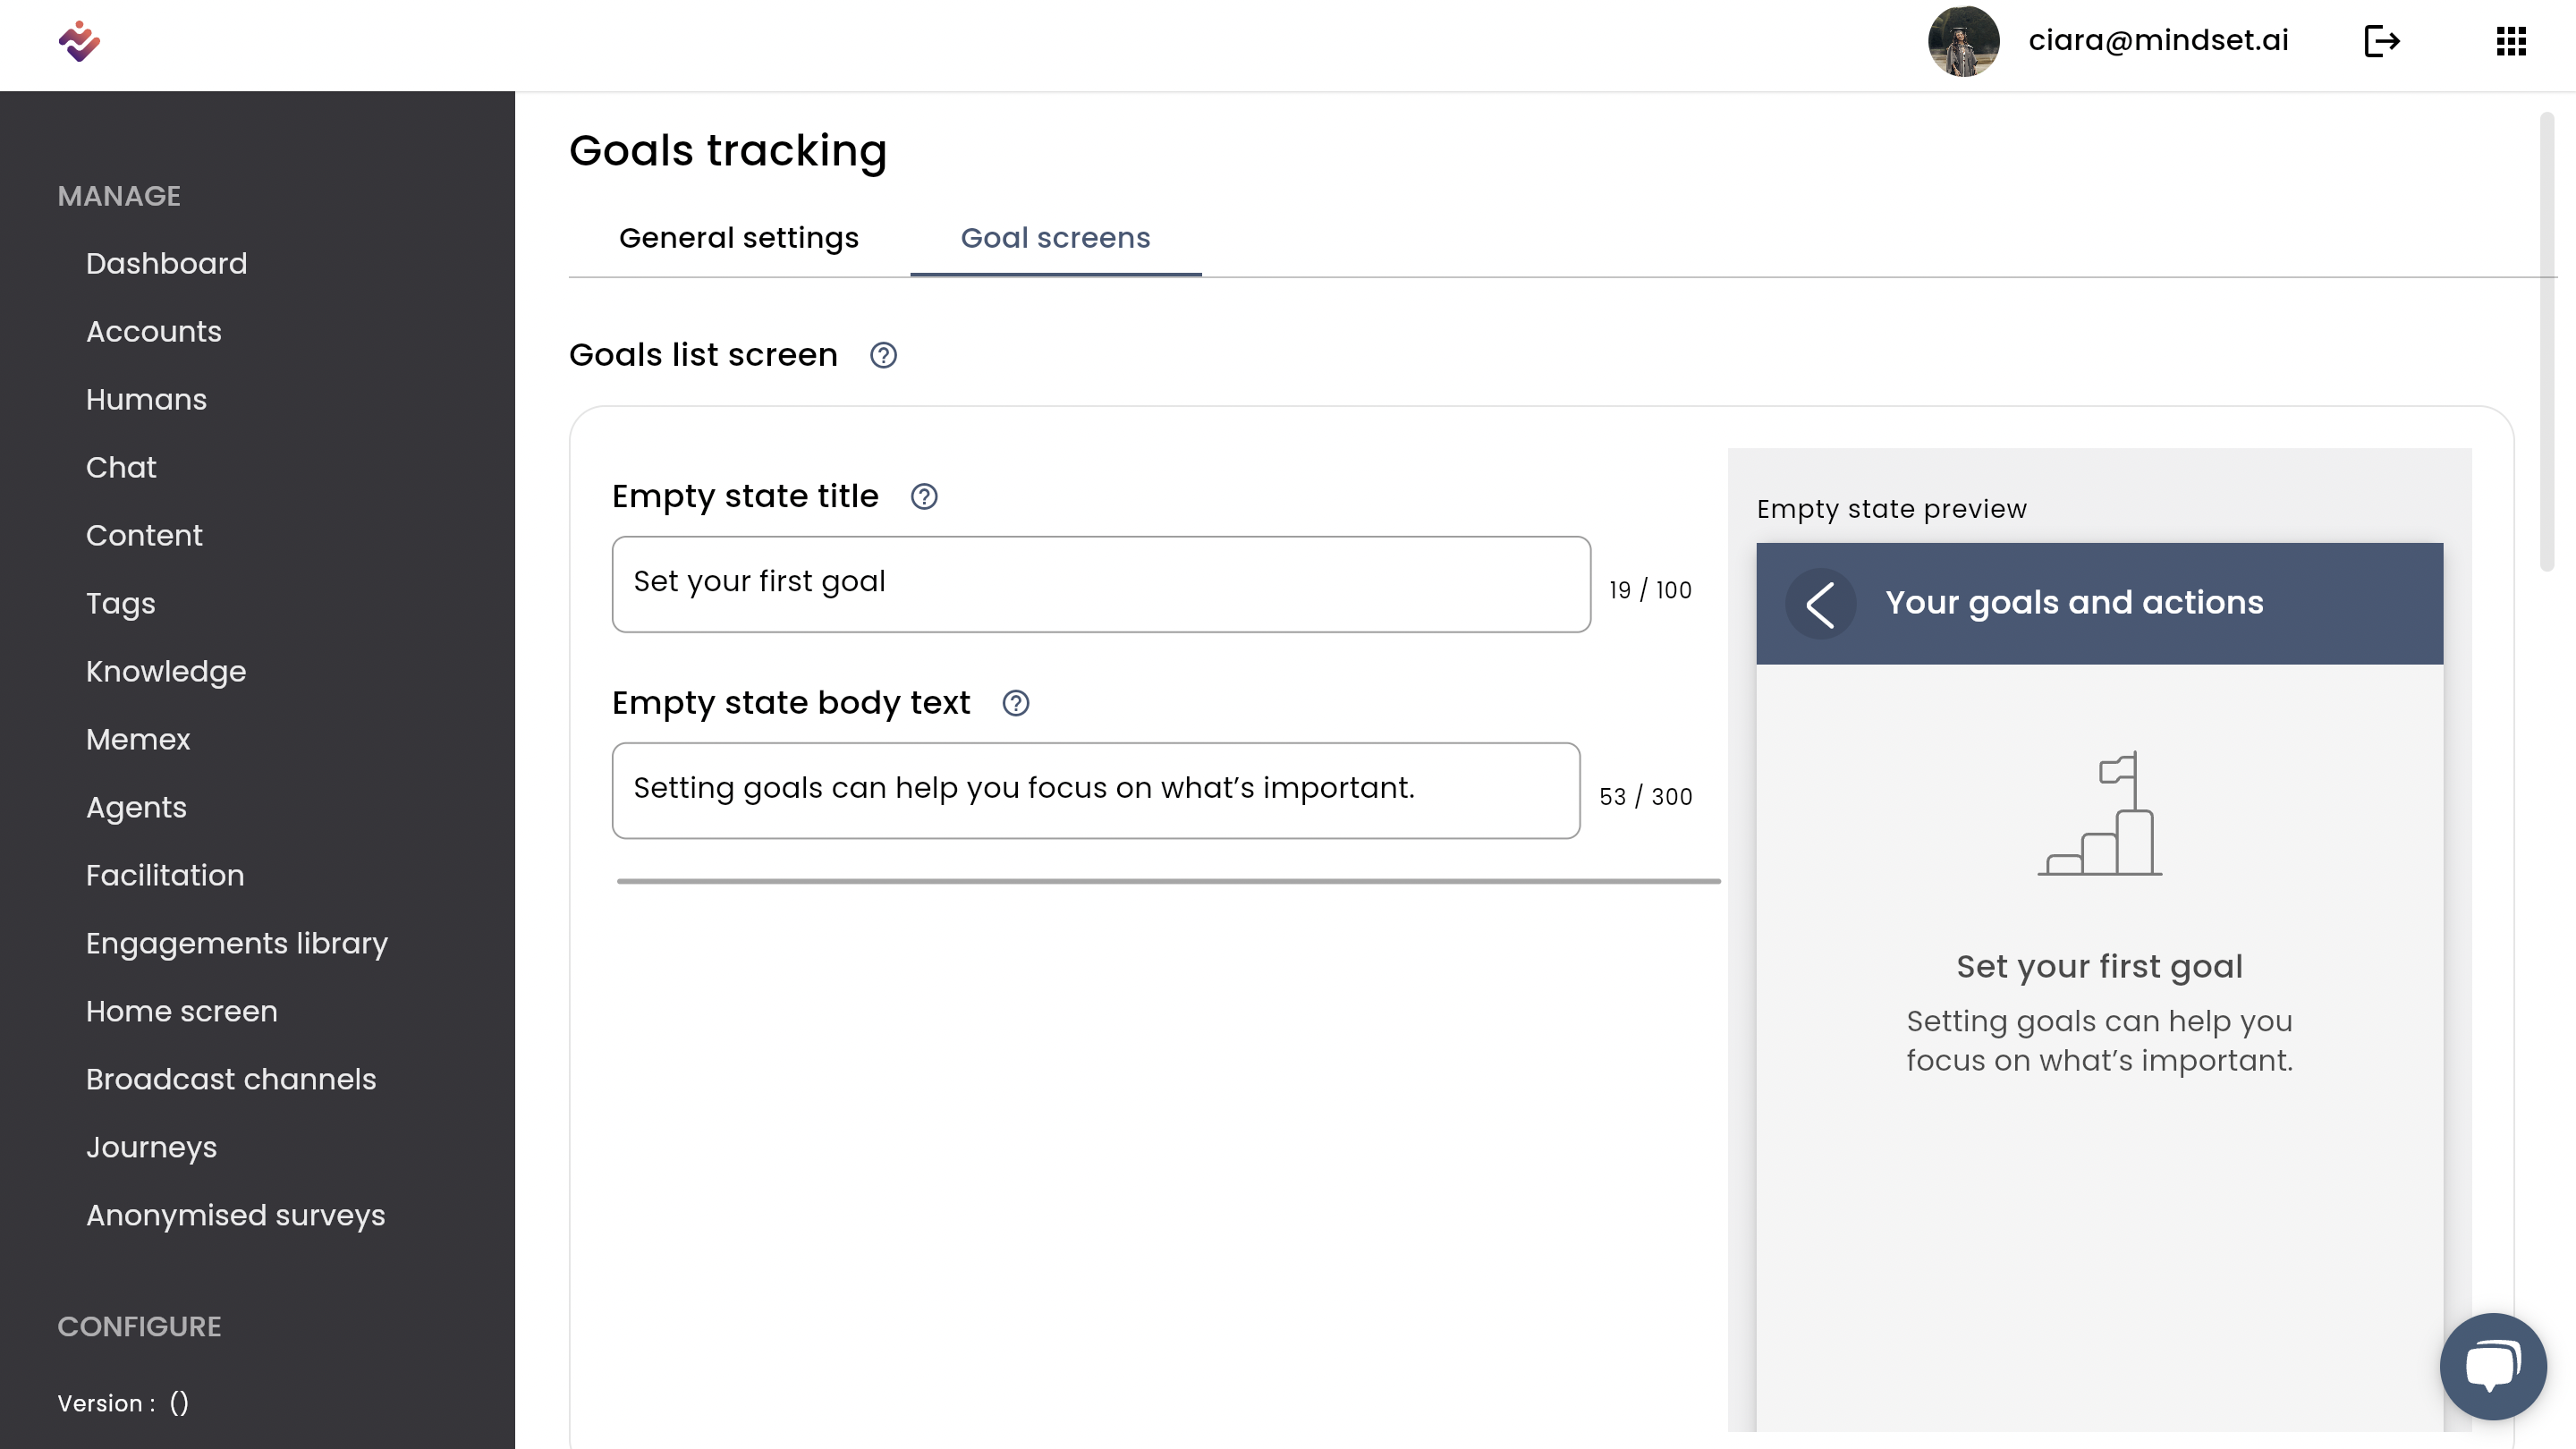 ciara@mindset.ai
MANAGE
Dashboard
Accounts
Humans
Chat
Content
Tags
Knowledge
Memex
Agents
Facilitation
Engagements library
Home screen
Broadcast channels
Journeys
Anonymised surveys
CONFIGURE
Version : ()
Goals tracking
General settings
Goal screens
Goals list screen
Empty state title
Set your first goal
19 / 100
Empty state body text
Setting goals can help you focus on what’s important.
53 / 300
Empty state preview
Your goals and actions
Set your first goal
Setting goals can help you
focus on what’s important.